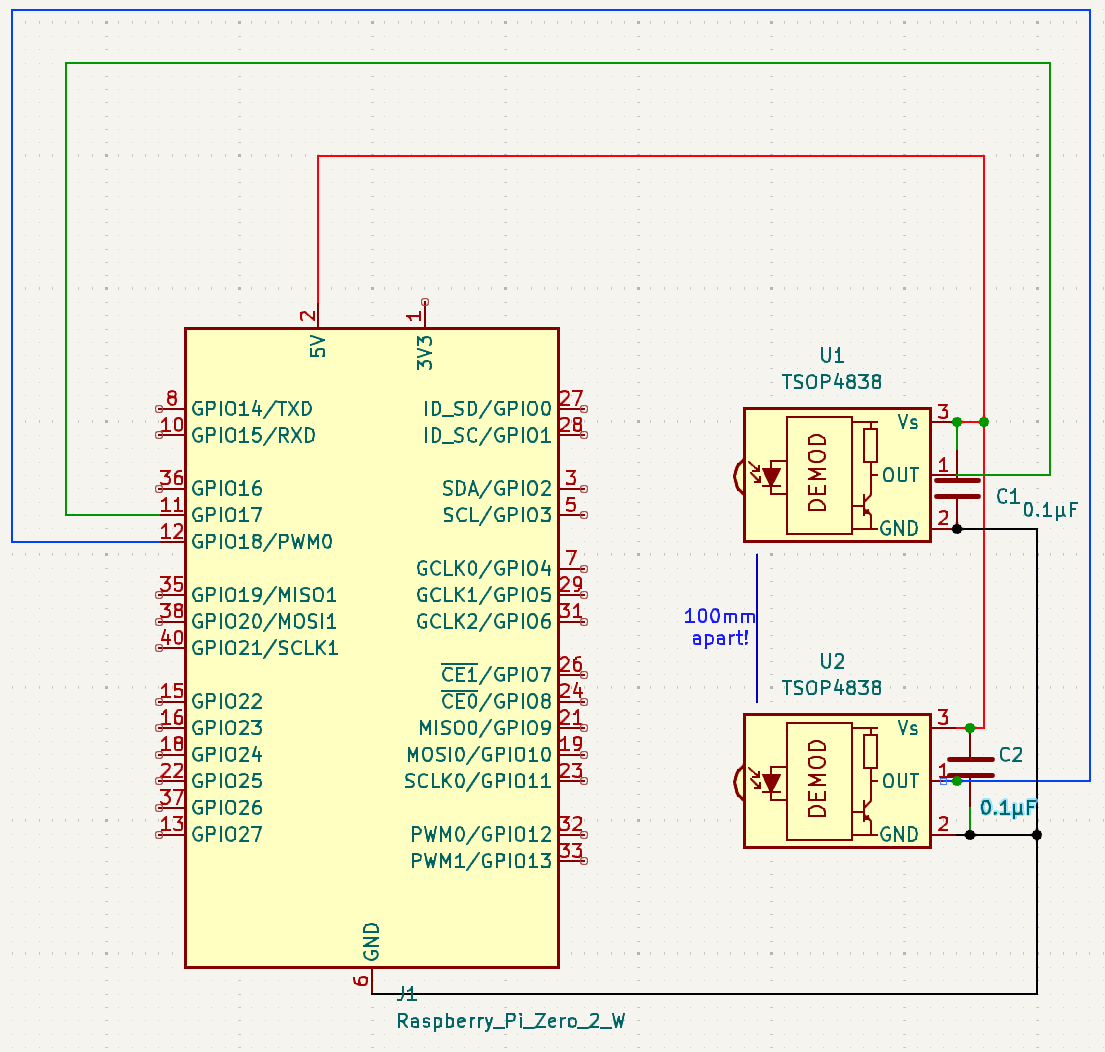 2
1
5V
3V3
8 GPIO14/TXD
10 GPIO15/RXD
36 GPIO16
11 GPIO17
12 GPIO18/PWM0
35 GPIO19/MISO1
38 GPIO20/MOSI1
40 GPIO21/SCLK1
15 GPIO22
16 GPIO23
18 GPIO24
22 GPIO25
37 GPIO26
13 GPIO27
ID_SD/GPIO0 27
ID_SC/GPIO1 28
SDA/GPIO2 3
SCL/GPIO3 5
GCLK0/GPIO4 7
GCLK1/GPIO5 29
GCLK2/GPIO6 31
CE1/GPIO7 26
CE0/GPIO8 24
MISO0/GPIO9 21
MOSI0/GPIO10 19
SCLK0/GPIO11 23
PWM0/GPIO12 32
PWM1/GPIO13 33
GND
6
J1
Raspberry_Pi_Zero_2_W
U1
TSOP4838
DEMOD
Vs 3
OUT 1
GND 2
C1
0.1µF
100mm
apart!
U2
TSOP4838
DEMOD
Vs 3
OUT 1
GND 2
C2
0.1µF